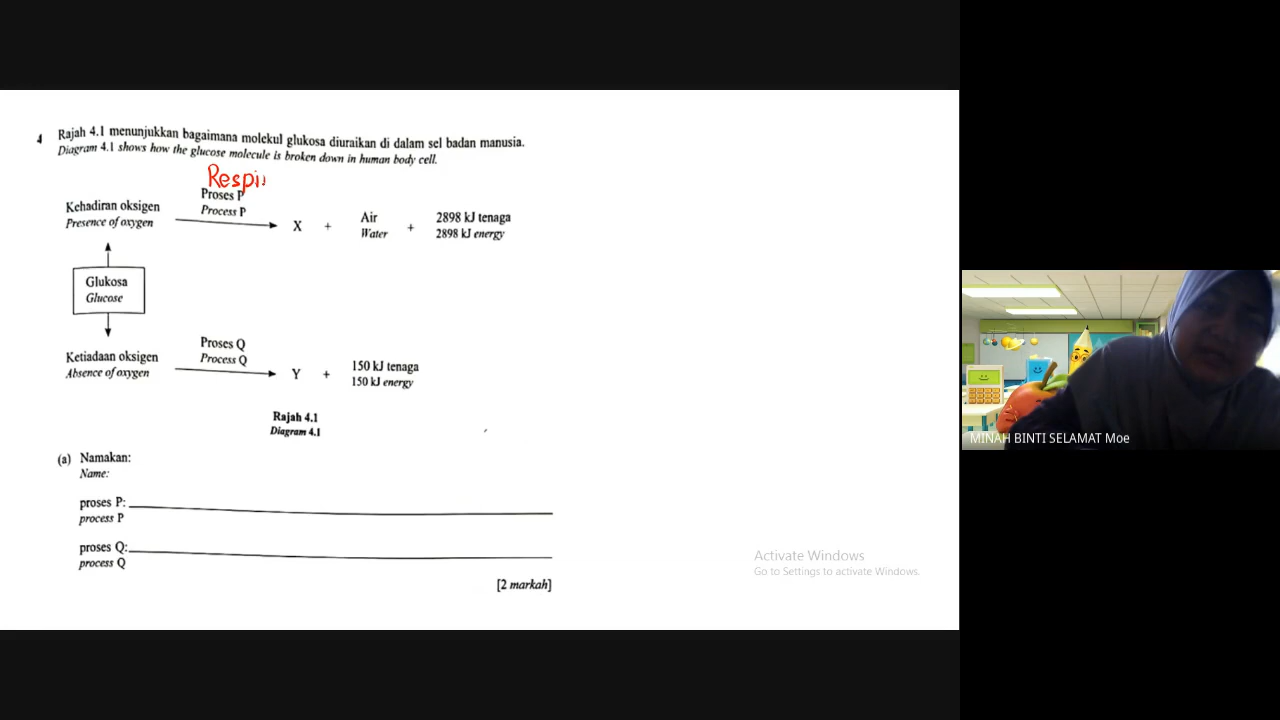 4 Rajah 4.1 menunjukkan bagaimana molekul glukosa diuraikan di dalam sel badan manusia.
Diagram 4.1 shows how the glucose molecule is broken down in human body cell.
Respi
Proses P
Process P
Kehadiran oksigen
Presence of oxygen
X + Air + 2898 kJ tenaga
Water 2898 kJ energy
Glukosa
Glucose
Proses Q
Process Q
Ketiadaan oksigen
Absence of oxygen
Y + 150 kJ tenaga
150 kJ energy
Rajah 4.1
Diagram 4.1
(a) Namakan:
Name:
proses P:
process P
proses Q:
process Q
[2 markah]
Activate Windows
Go to Settings to activate Windows.
MINAH BINTI SELAMAT Moe